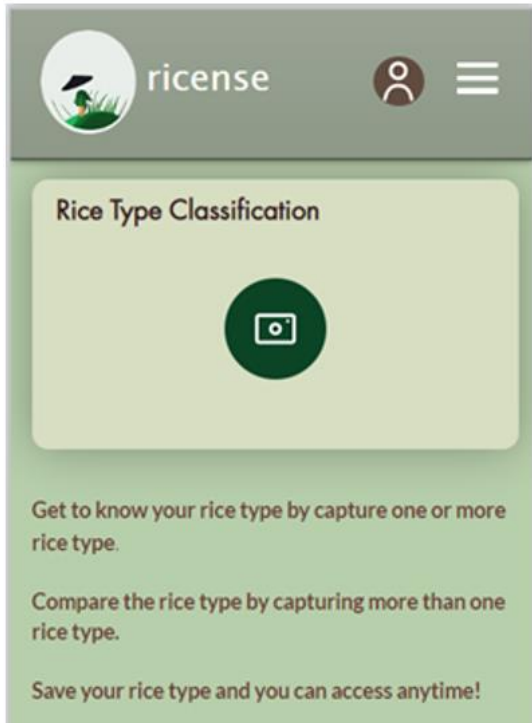 ricense
Rice Type Classification
Get to know your rice type by capture one or more
rice type.
Compare the rice type by capturing more than one
rice type.
Save your rice type and you can access anytime!